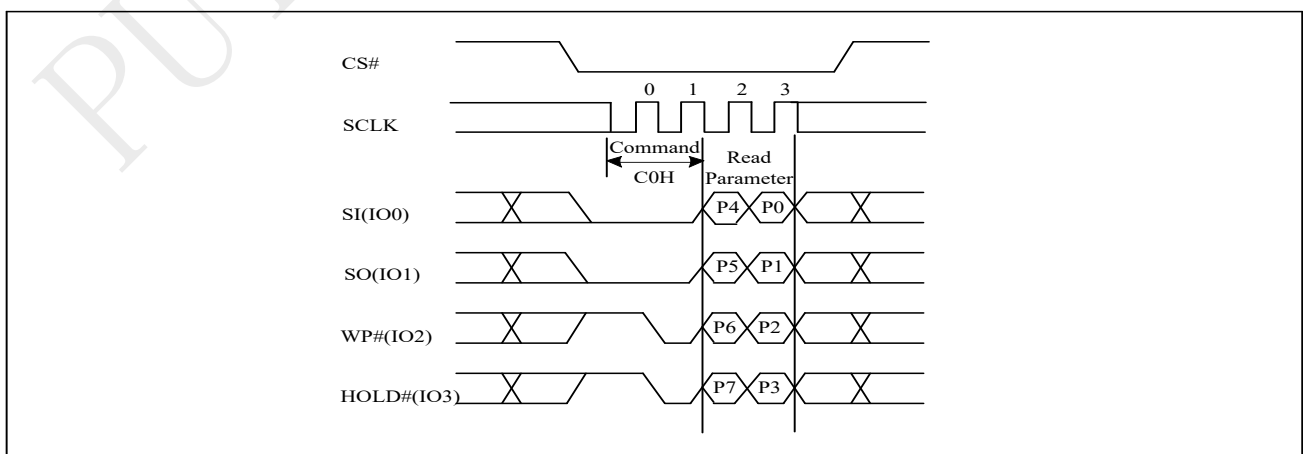 PU
CS#
0 1 2 3
SCLK
Command Read
C0H Parameter
SI(IO0) P4 P0
SO(IO1) P5 P1
WP#(IO2) P6 P2
HOLD#(IO3) P7 P3